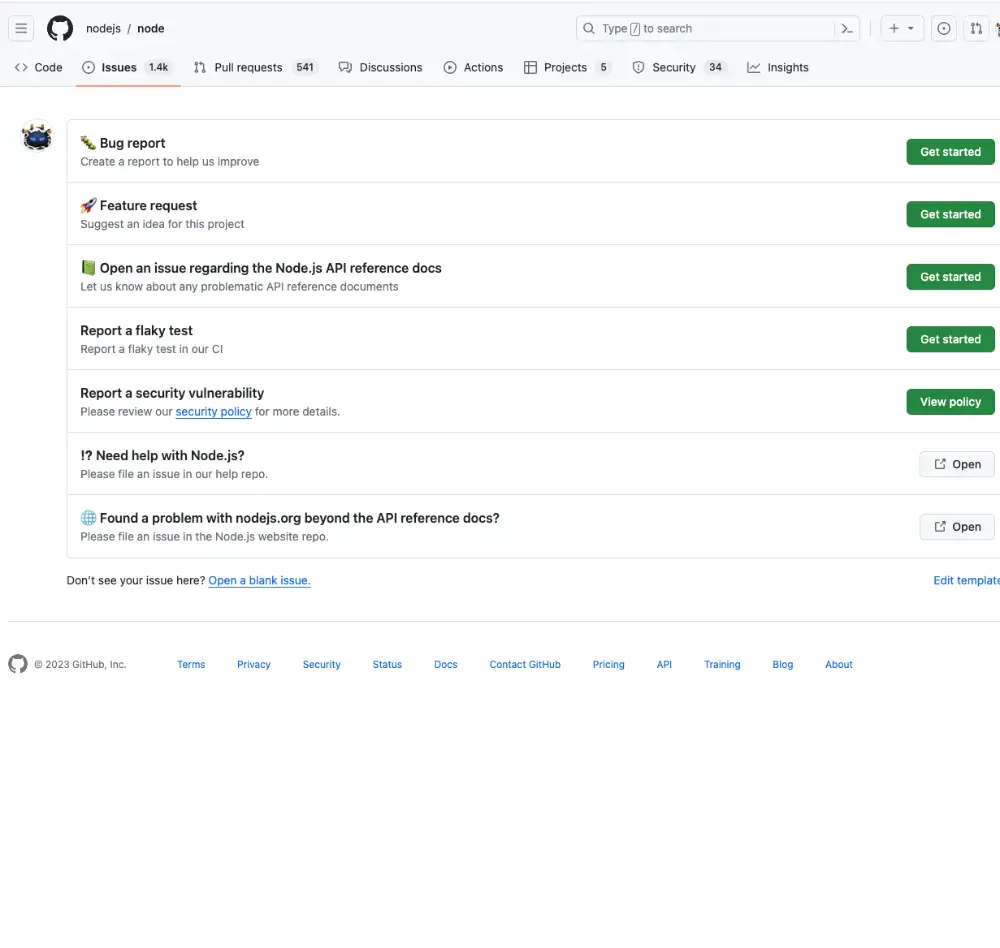 nodejs / node
Type / to search
Code
Issues 1.4k
Pull requests 541
Discussions
Actions
Projects 5
Security 34
Insights
Bug report
Create a report to help us improve
Get started
Feature request
Suggest an idea for this project
Get started
Open an issue regarding the Node.js API reference docs
Let us know about any problematic API reference documents
Get started
Report a flaky test
Report a flaky test in our CI
Get started
Report a security vulnerability
Please review our security policy for more details.
View policy
⁉ Need help with Node.js?
Please file an issue in our help repo.
Open
Found a problem with nodejs.org beyond the API reference docs?
Please file an issue in the Node.js website repo.
Open
Don't see your issue here? Open a blank issue.
Edit template
© 2023 GitHub, Inc.
Terms
Privacy
Security
Status
Docs
Contact GitHub
Pricing
API
Training
Blog
About